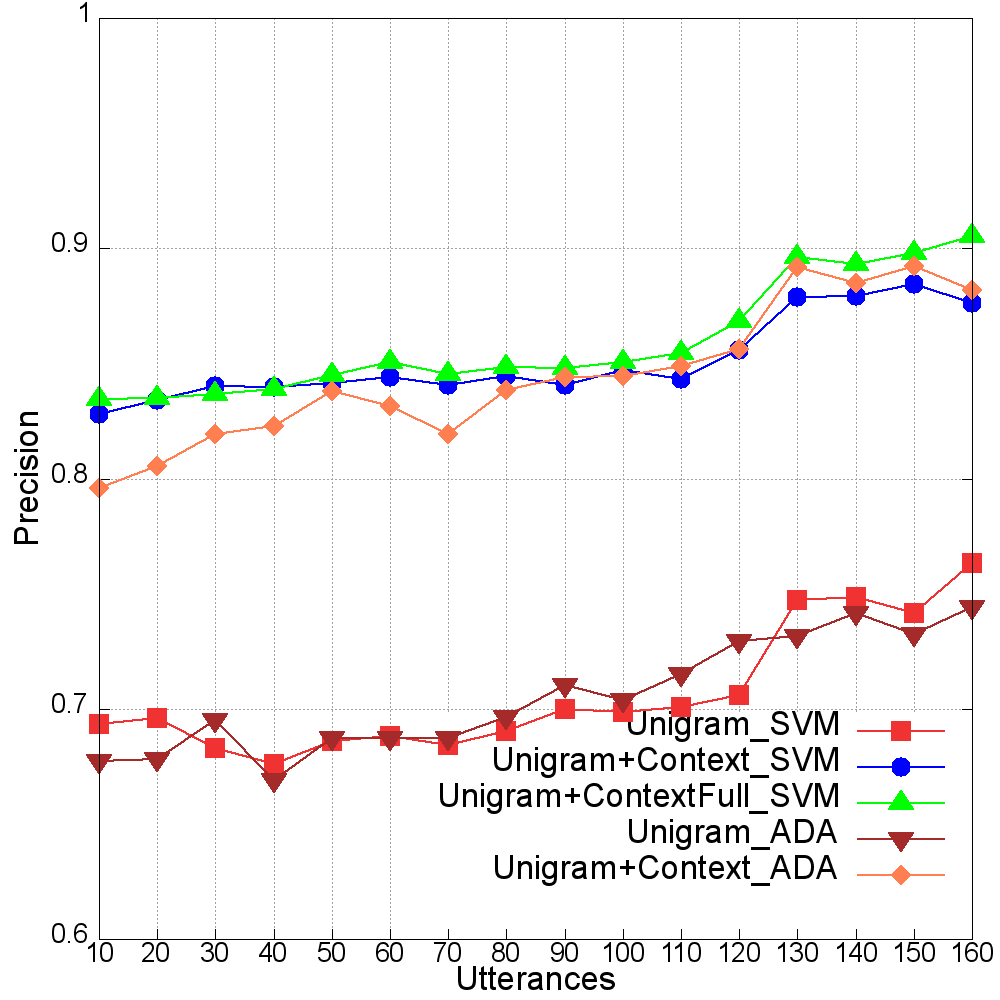 1
0.9
0.8
0.7
0.6
Precision
Unigram_SVM
Unigram+Context_SVM
Unigram+ContextFull_SVM
Unigram_ADA
Unigram+Context_ADA
10 20 30 40 50 60 70 80 90 100 110 120 130 140 150 160
Utterances